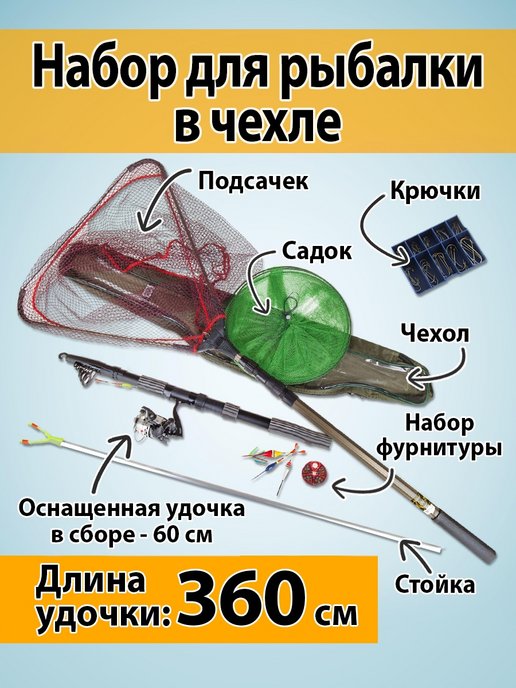 Набор для рыбалки
в чехле
Подсачек
Крючки
Садок
Чехол
Набор
фурнитуры
Оснащенная удочка
в сборе - 60 см
Стойка
Длина
удочки: 360 см